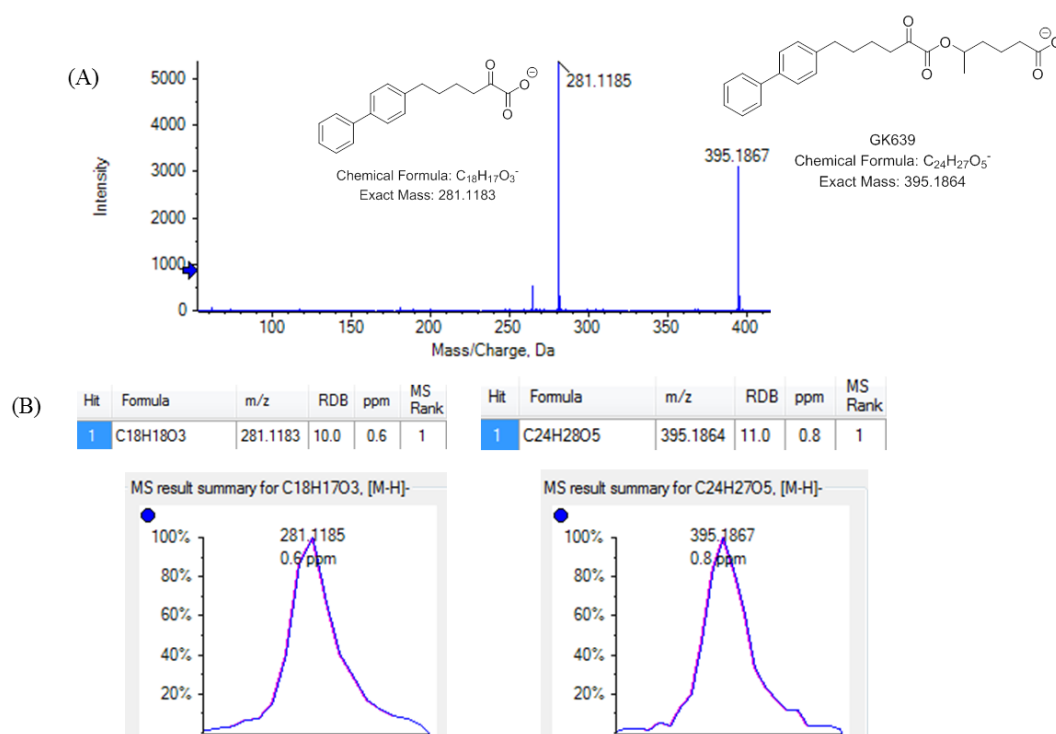 (A)
5000
4000
3000
2000
1000
0
Intensity
100
150
200
250
300
350
400
Mass/Charge, Da
281.1185
395.1867
O
O
O
⊖
Chemical Formula: C₁₈H₁₇O₃⁻
Exact Mass: 281.1183
O
O
O
O
⊖
GK639
Chemical Formula: C₂₄H₂₇O₅⁻
Exact Mass: 395.1864
(B)
Hit Formula m/z RDB ppm MS Rank
1 C18H18O3 281.1183 10.0 0.6 1
Hit Formula m/z RDB ppm MS Rank
1 C24H28O5 395.1864 11.0 0.8 1
MS result summary for C18H17O3, [M-H]-
100%
80%
60%
40%
20%
281.1185
0.6 ppm
MS result summary for C24H27O5, [M-H]-
100%
80%
60%
40%
20%
395.1867
0.8 ppm